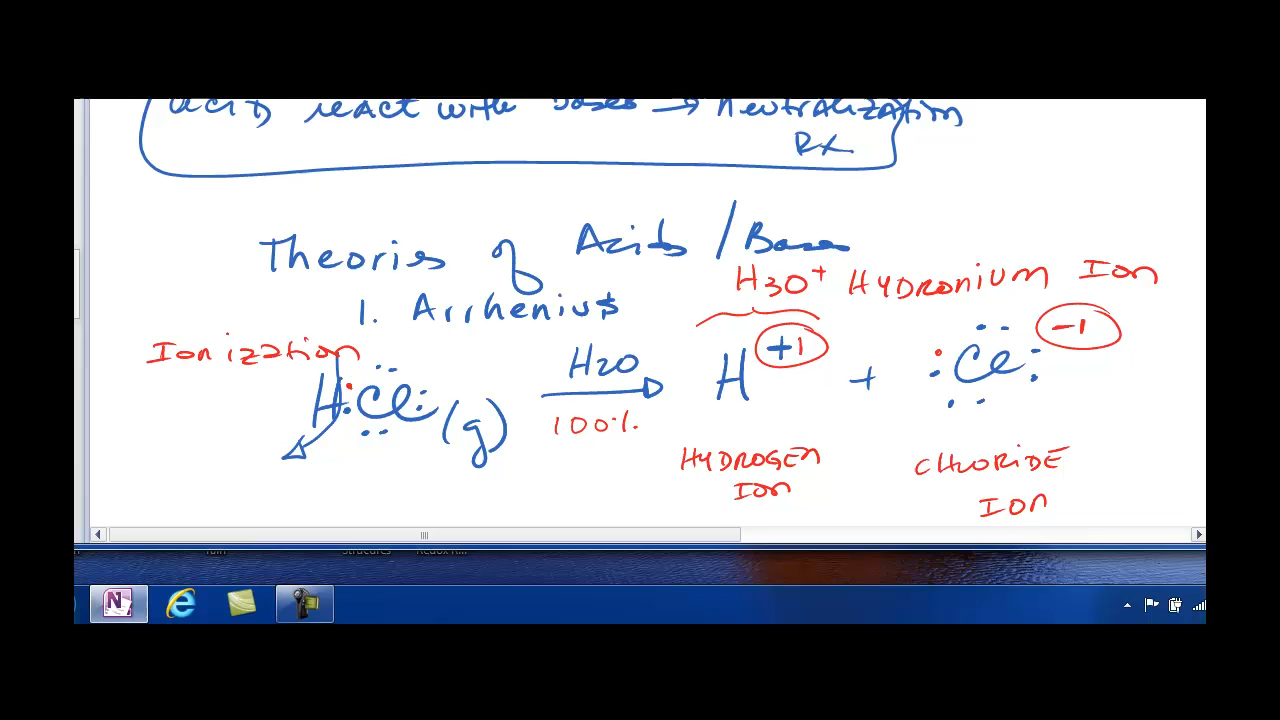 acids react with bases → Neutralization
Rx
Theories of Acids / Bases
H3O+ HYDRONIUM Ion
1. Arrhenius
Ionization
H:Cl: (g) H2O → H +1 + :Cl: -1
100%
HYDROGEN
Ion
CHLORIDE
Ion